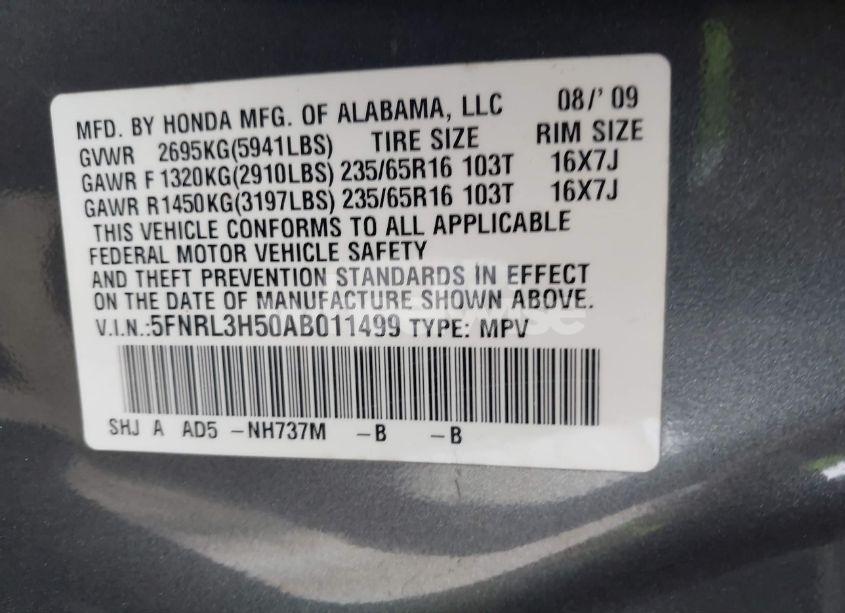 MFD. BY HONDA MFG. OF ALABAMA, LLC 08/'09
GVWR 2695KG(5941LBS) TIRE SIZE RIM SIZE
GAWR F 1320KG(2910LBS) 235/65R16 103T 16X7J
GAWR R 1450KG(3197LBS) 235/65R16 103T 16X7J
THIS VEHICLE CONFORMS TO ALL APPLICABLE
FEDERAL MOTOR VEHICLE SAFETY
AND THEFT PREVENTION STANDARDS IN EFFECT
ON THE DATE OF MANUFACTURE SHOWN ABOVE.
V.I.N.:5FNRL3H50AB011499 TYPE: MPV
SHJ A AD5 -NH737M -B -B